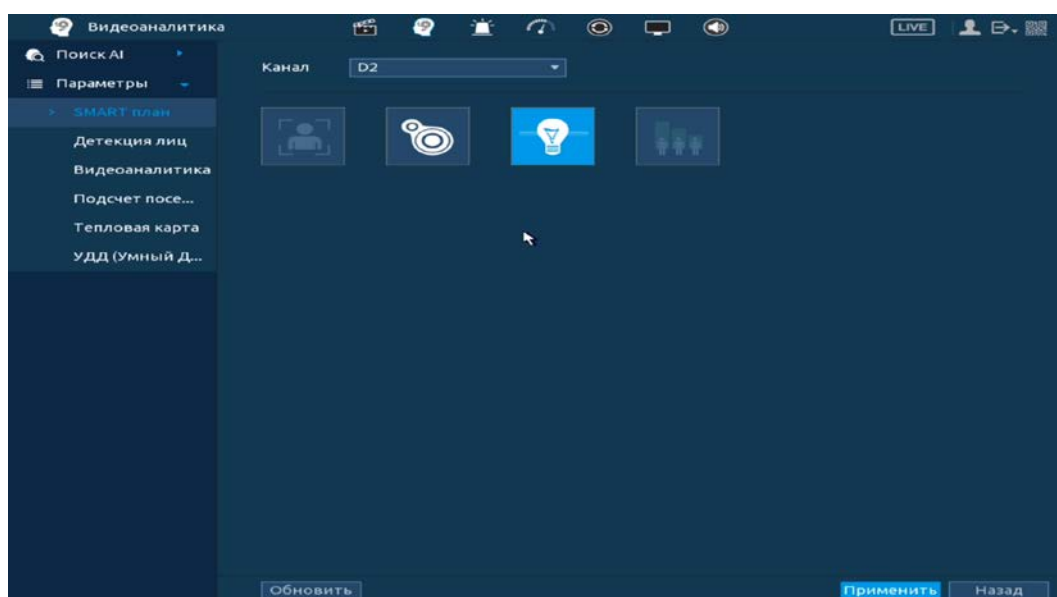 Видеоаналитика
LIVE
Поиск AI
Параметры
SMART план
Детекция лиц
Видеоаналитика
Подсчет посе...
Тепловая карта
УДД (Умный Д...
Канал D2
Обновить
Применить
Назад